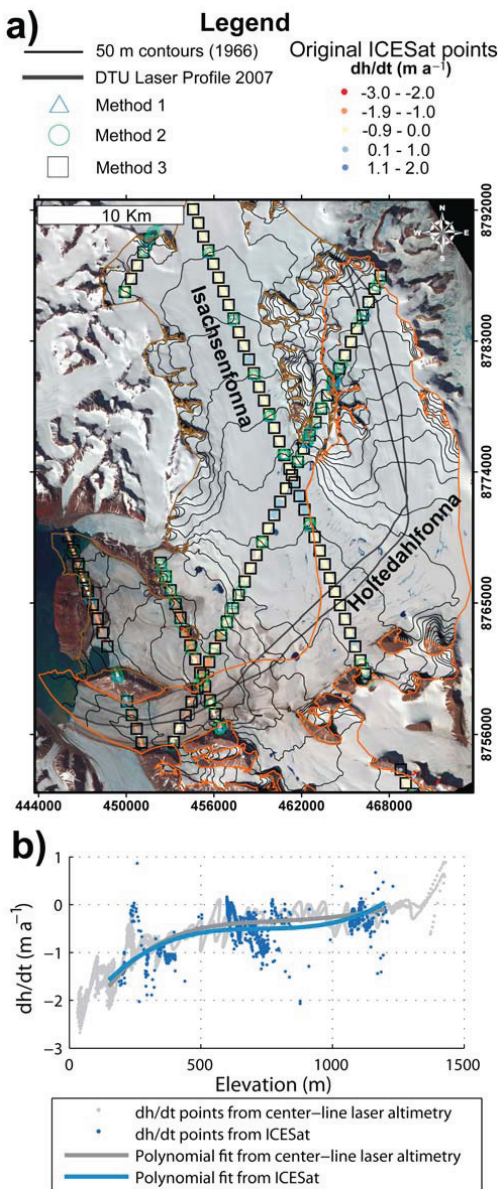 a)
Legend
50 m contours (1966)
DTU Laser Profile 2007
Method 1
Method 2
Method 3
Original ICESat points
dh/dt (m a⁻¹)
-3.0 - -2.0
-1.9 - -1.0
-0.9 - 0.0
0.1 - 1.0
1.1 - 2.0
10 Km
N
W E
S
Isachsenfonna
Holtedahlfonna
8792000
8783000
8774000
8765000
8756000
444000 450000 456000 462000 468000
b)
1
0
-1
-2
-3
dh/dt (m a⁻¹)
0 500 1000 1500
Elevation (m)
dh/dt points from center-line laser altimetry
dh/dt points from ICESat
Polynomial fit from center-line laser altimetry
Polynomial fit from ICESat